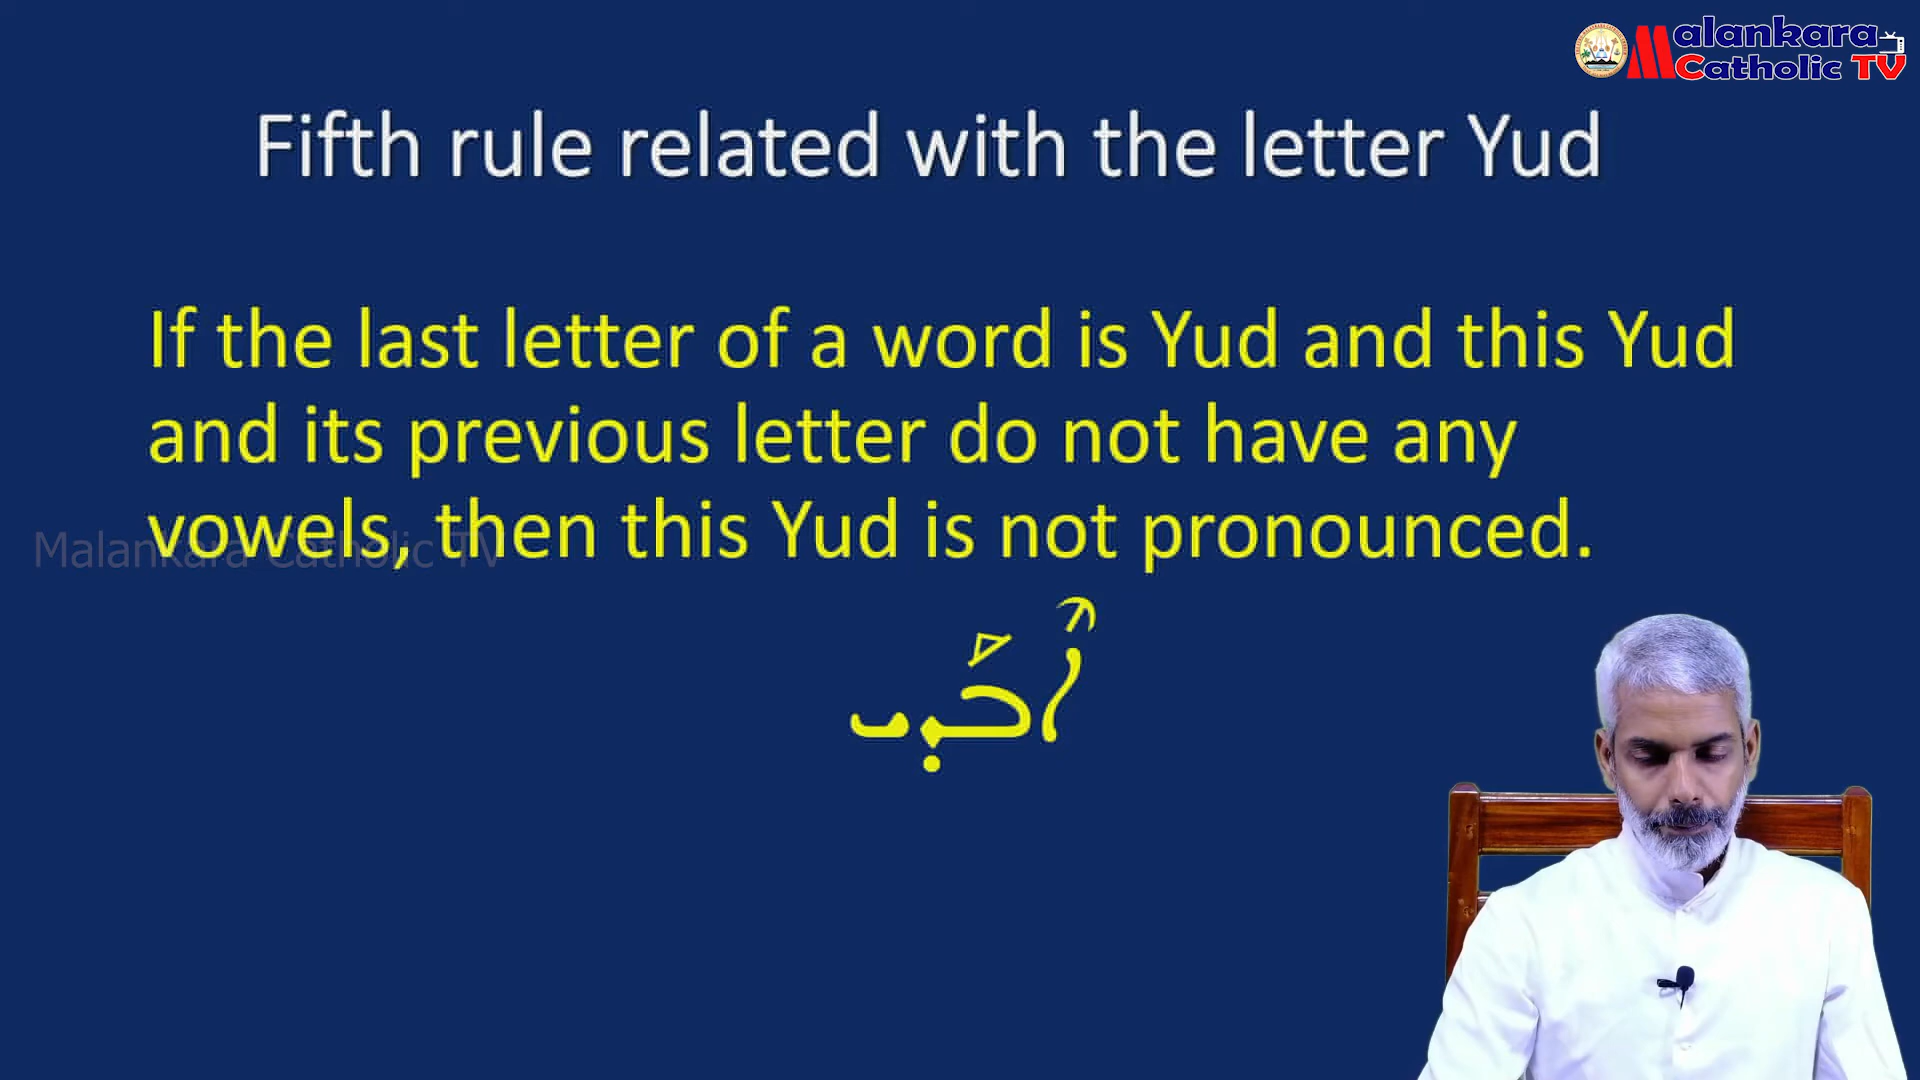 Malankara
Catholic TV
Fifth rule related with the letter Yud
If the last letter of a word is Yud and this Yud
and its previous letter do not have any
vowels, then this Yud is not pronounced.
Malankara Catholic TV
ܐܶܒܰܕܝ